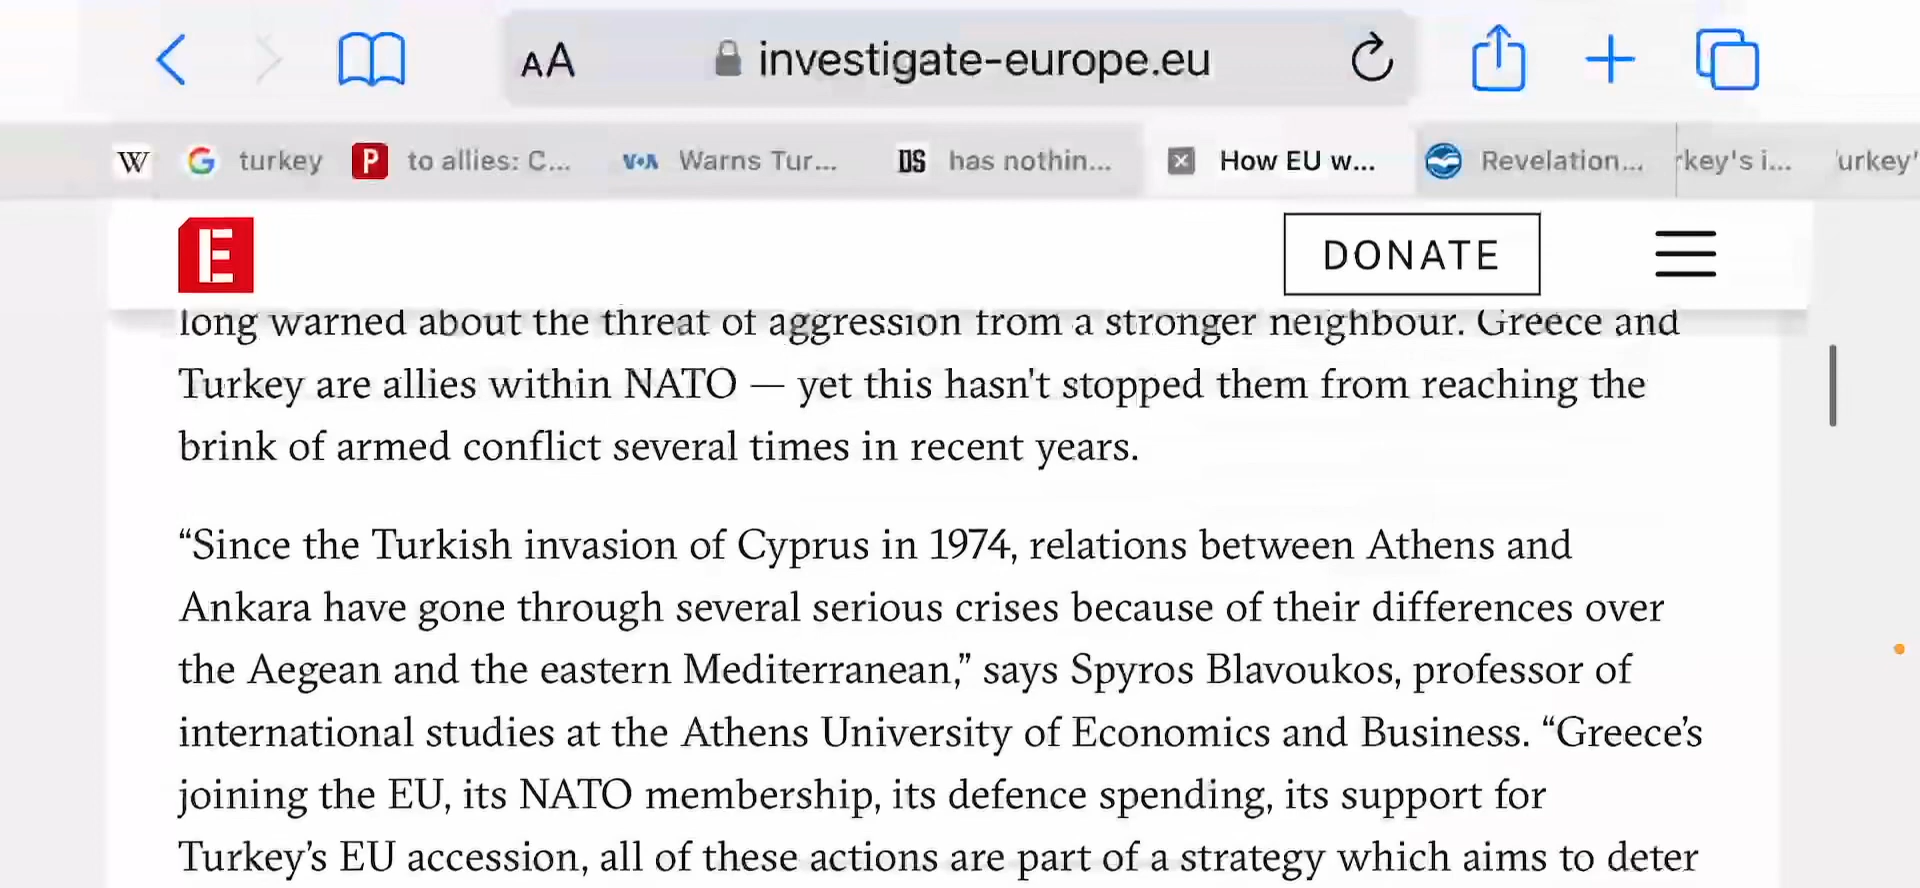 AA investigate-europe.eu
W turkey to allies: C... VOA Warns Tur... DS has nothin... How EU w... Revelation... rkey's i... urkey'
E DONATE
long warned about the threat of aggression from a stronger neighbour. Greece and
Turkey are allies within NATO — yet this hasn't stopped them from reaching the
brink of armed conflict several times in recent years.
“Since the Turkish invasion of Cyprus in 1974, relations between Athens and
Ankara have gone through several serious crises because of their differences over
the Aegean and the eastern Mediterranean,” says Spyros Blavoukos, professor of
international studies at the Athens University of Economics and Business. “Greece’s
joining the EU, its NATO membership, its defence spending, its support for
Turkey’s EU accession, all of these actions are part of a strategy which aims to deter